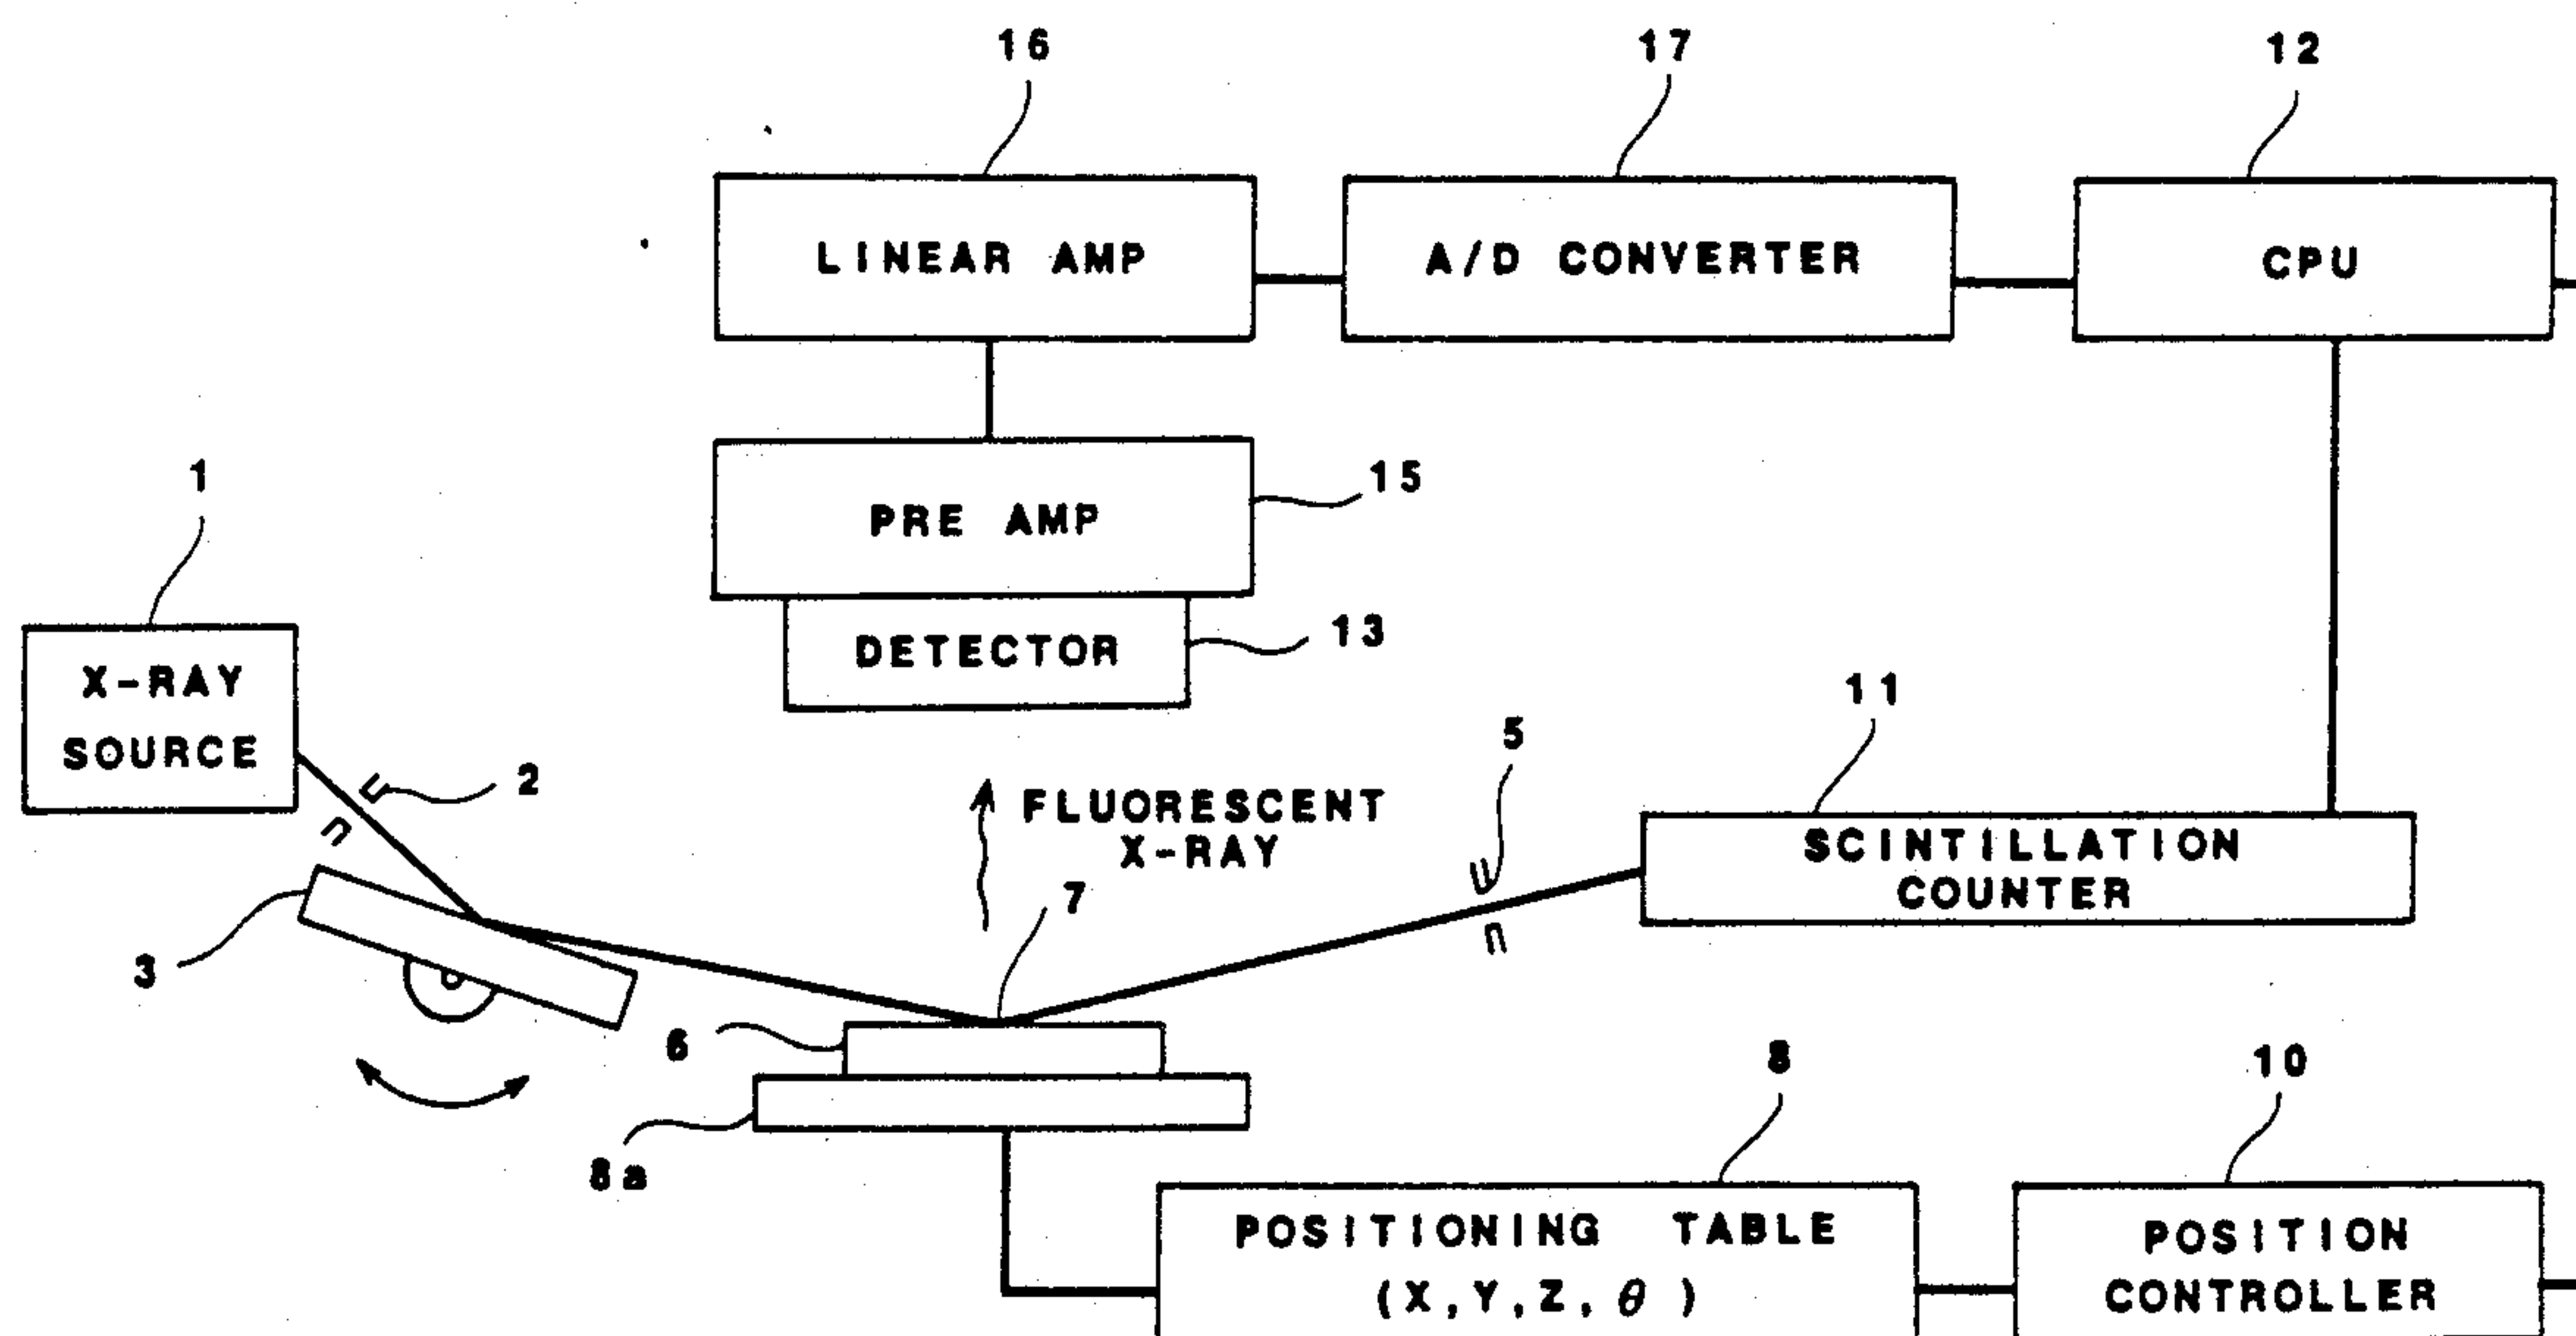 16
17
12
LINEAR AMP
A/D CONVERTER
CPU
15
PRE AMP
1
13
DETECTOR
X-RAY
SOURCE
11
5
2
FLUORESCENT
X-RAY
SCINTILLATION
COUNTER
7
3
6
8
10
8a
POSITIONING TABLE
(X,Y,Z,θ)
POSITION
CONTROLLER